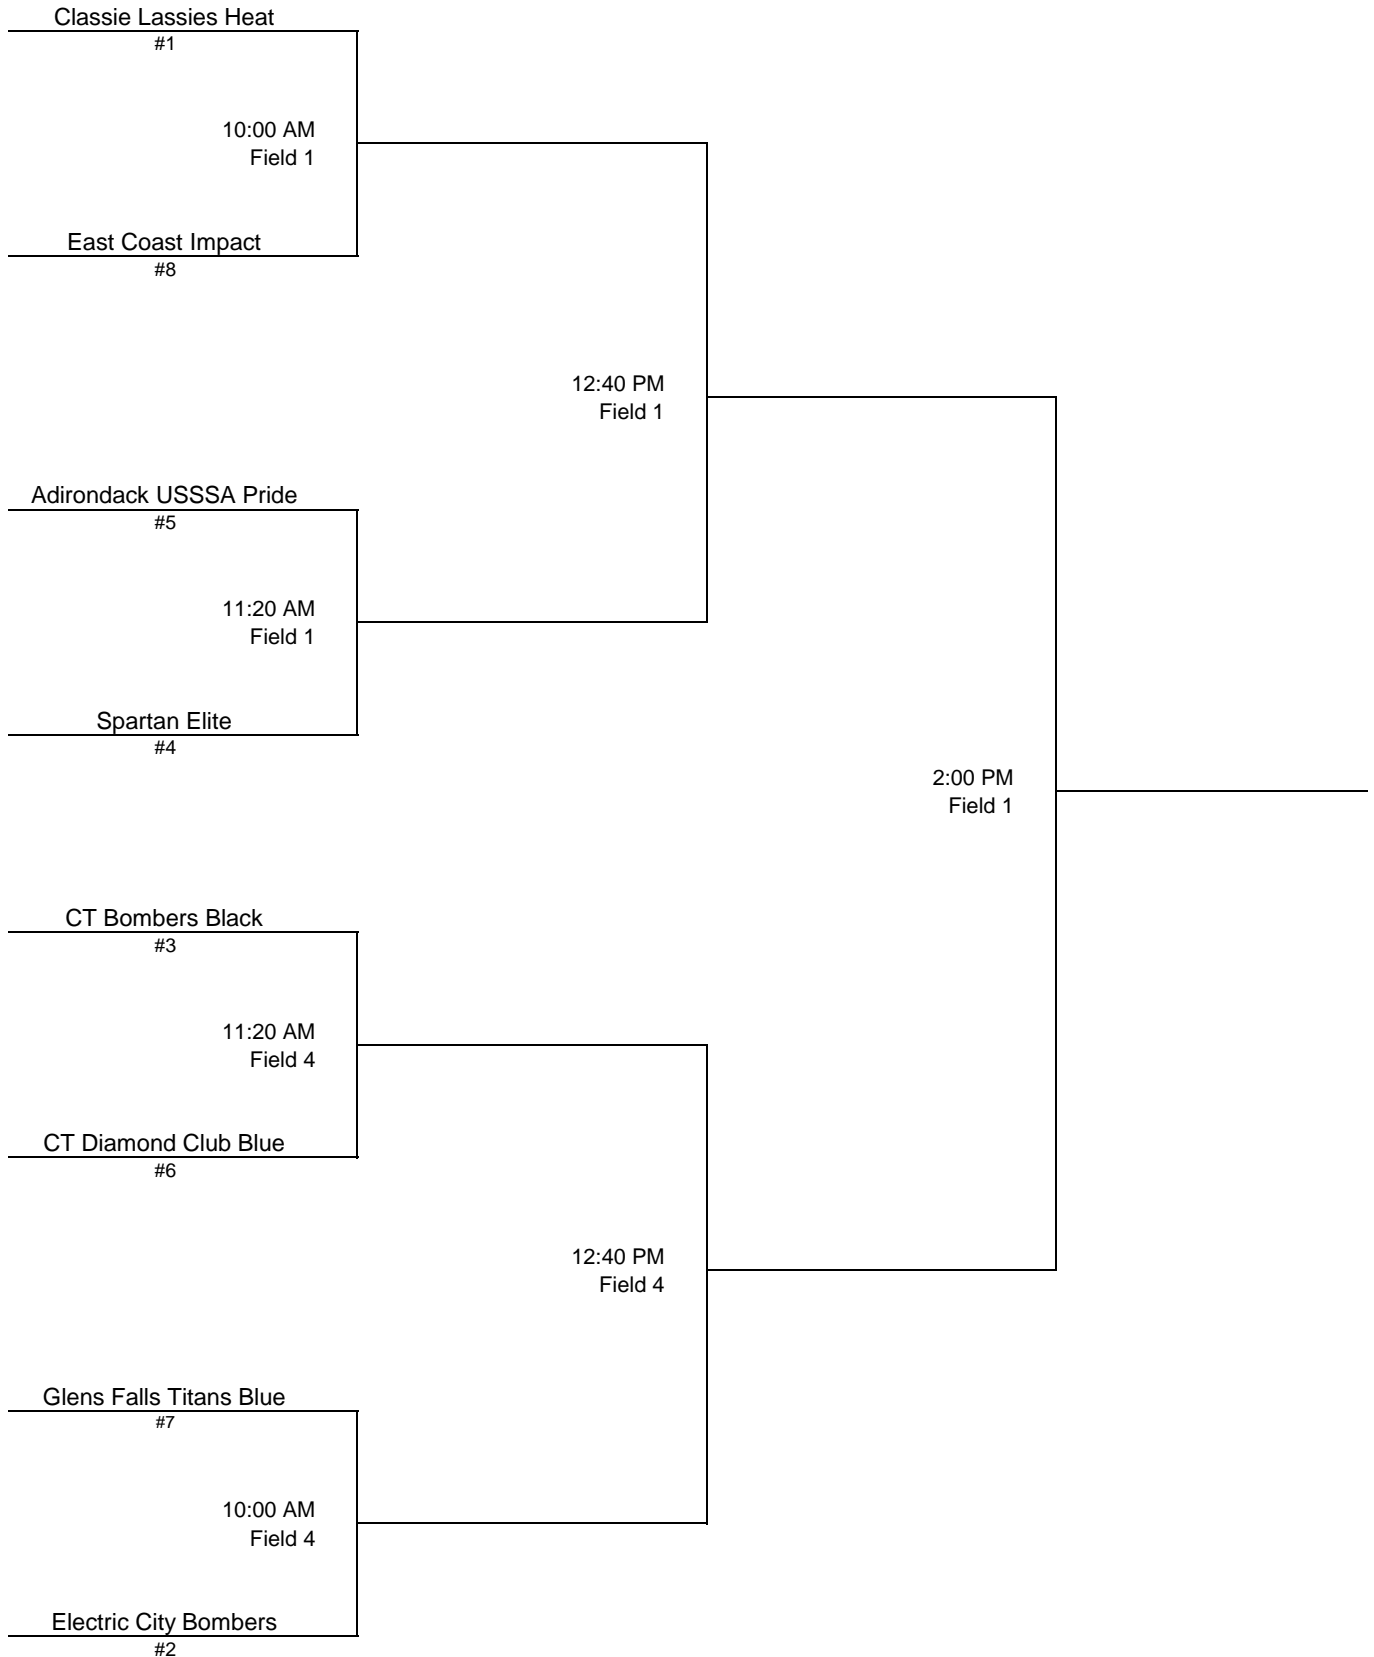 Classie Lassies Heat
#1
10:00 AM
Field 1
East Coast Impact
#8
12:40 PM
Field 1
Adirondack USSSA Pride
#5
11:20 AM
Field 1
Spartan Elite
#4
2:00 PM
Field 1
CT Bombers Black
#3
11:20 AM
Field 4
CT Diamond Club Blue
#6
12:40 PM
Field 4
Glens Falls Titans Blue
#7
10:00 AM
Field 4
Electric City Bombers
#2